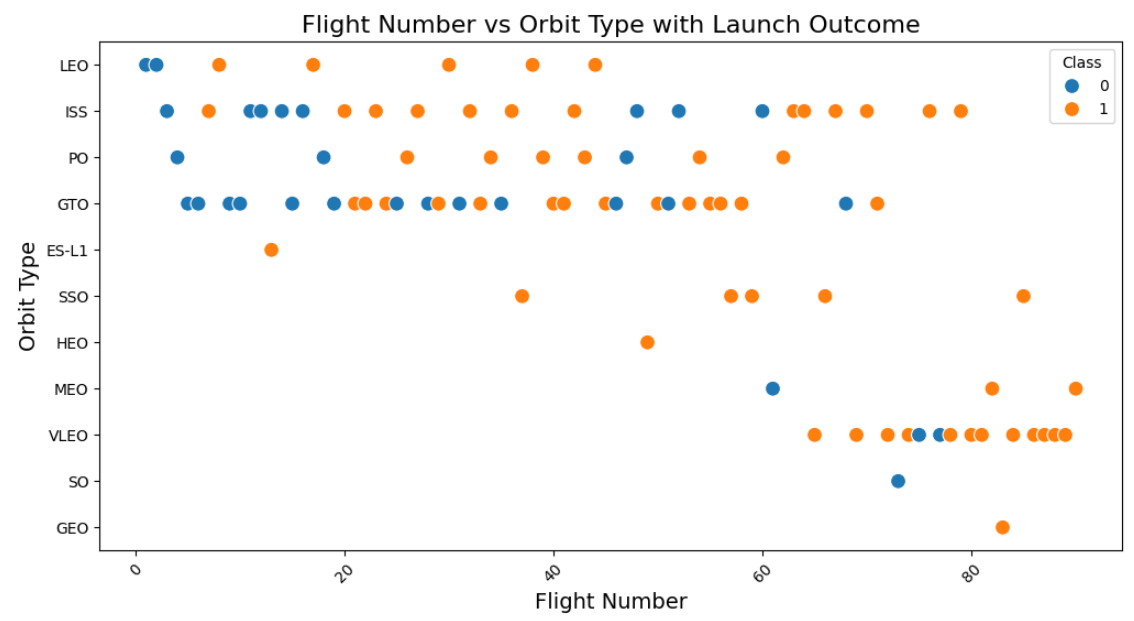 Flight Number vs Orbit Type with Launch Outcome
Class
0
1
Orbit Type
LEO
ISS
PO
GTO
ES-L1
SSO
HEO
MEO
VLEO
SO
GEO
0
20
40
60
80
Flight Number